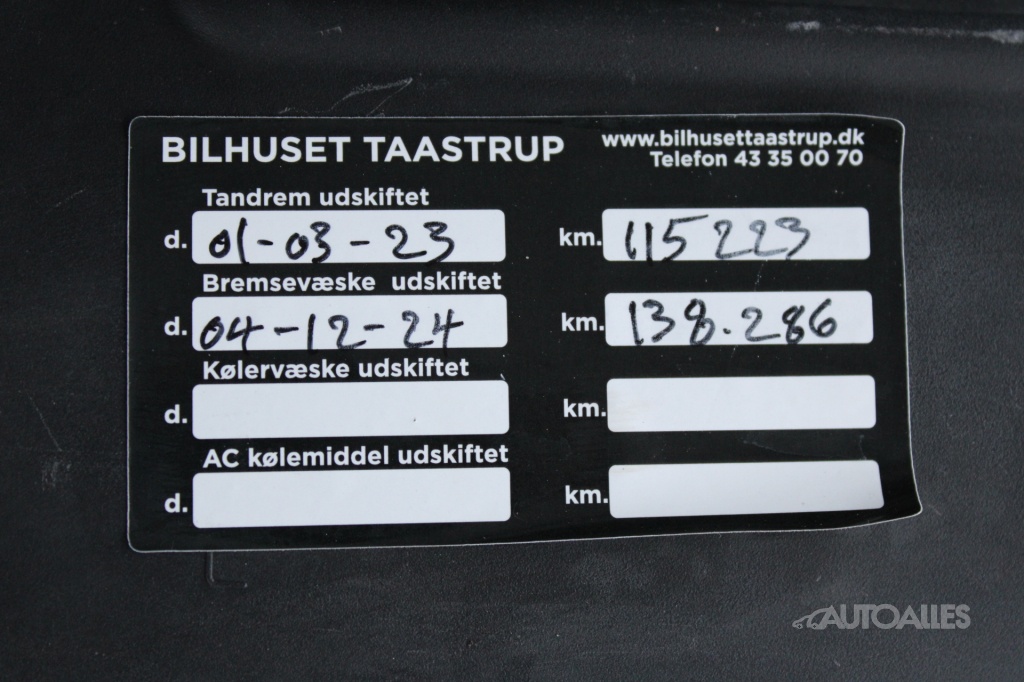 BILHUSET TAASTRUP
www.bilhusettaastrup.dk
Telefon 43 35 00 70
Tandrem udskiftet
d. 01-03-23 km. 115223
Bremsevæske udskiftet
d. 04-12-24 km. 138.286
Kølervæske udskiftet
d. km.
AC kølemiddel udskiftet
d. km.
AUTOALLES